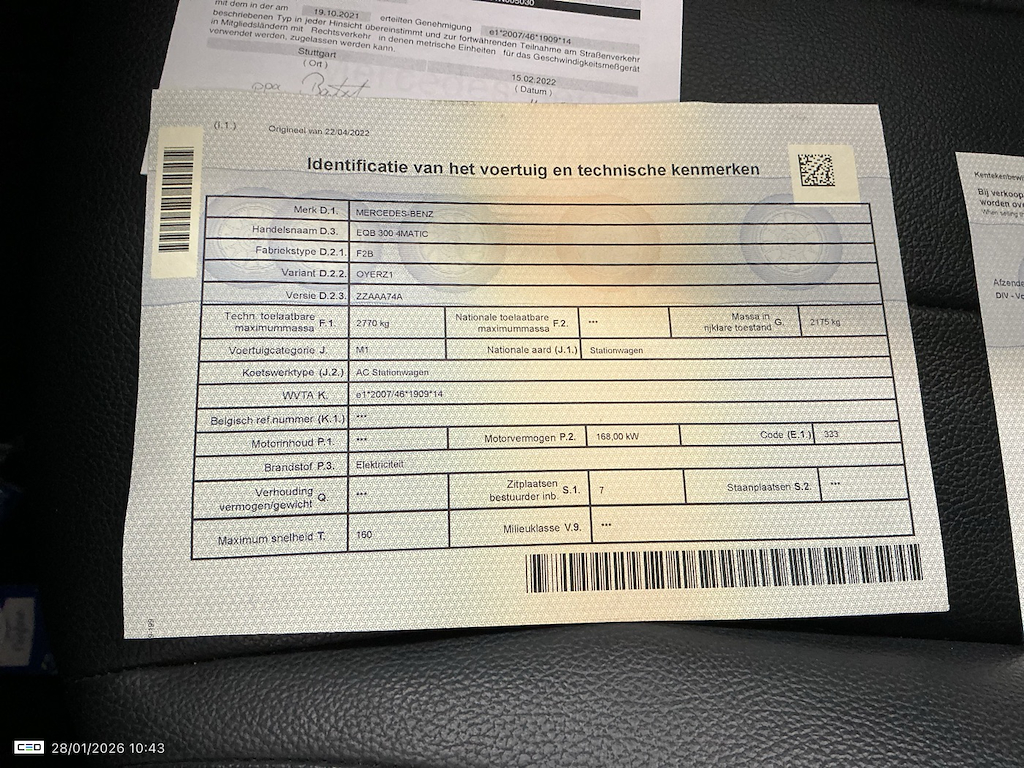 mit dem in der am 19.10.2021 erteilten Genehmigung e1*2007/46*1909*14
beschriebenen Typ in jeder Hinsicht übereinstimmt und zur fortwährenden Teilnahme am Straßenverkehr
in Mitgliedsländern mit Rechtsverkehr in denen metrische Einheiten für das Geschwindigkeitsmeßgerät
verwendet werden, zugelassen werden kann.
Stuttgart
( Ort )
15.02.2022
( Datum )
ppa
(I.1.) Origineel van 22/04/2022
Identificatie van het voertuig en technische kenmerken
Merk D.1. MERCEDES-BENZ
Handelsnaam D.3. EQB 300 4MATIC
Fabriekstype D.2.1. F2B
Variant D.2.2. OYERZ1
Versie D.2.3. ZZAAA74A
Techn. toelaatbare maximummassa F.1. 2770 kg Nationale toelaatbare maximummassa F.2. *** Massa in rijklare toestand G. 2175 kg
Voertuigcategorie J. M1 Nationale aard (J.1.) Stationwagen
Koetswerktype (J.2.) AC Stationwagen
WVTA K. e1*2007/46*1909*14
Belgisch ref.nummer (K.1.) ***
Motorinhoud P.1. *** Motorvermogen P.2. 168,00 kW Code (E.1.) 333
Brandstof P.3. Elektriciteit
Verhouding vermogen/gewicht Q. *** Zitplaatsen bestuurder inb. S.1. 7 Staanplaatsen S.2. ***
Maximum snelheid T. 160 Milieuklasse V.9. ***
Bij verkoop
worden ove
Afzende
DIV - Ve
CEO 28/01/2026 10:43